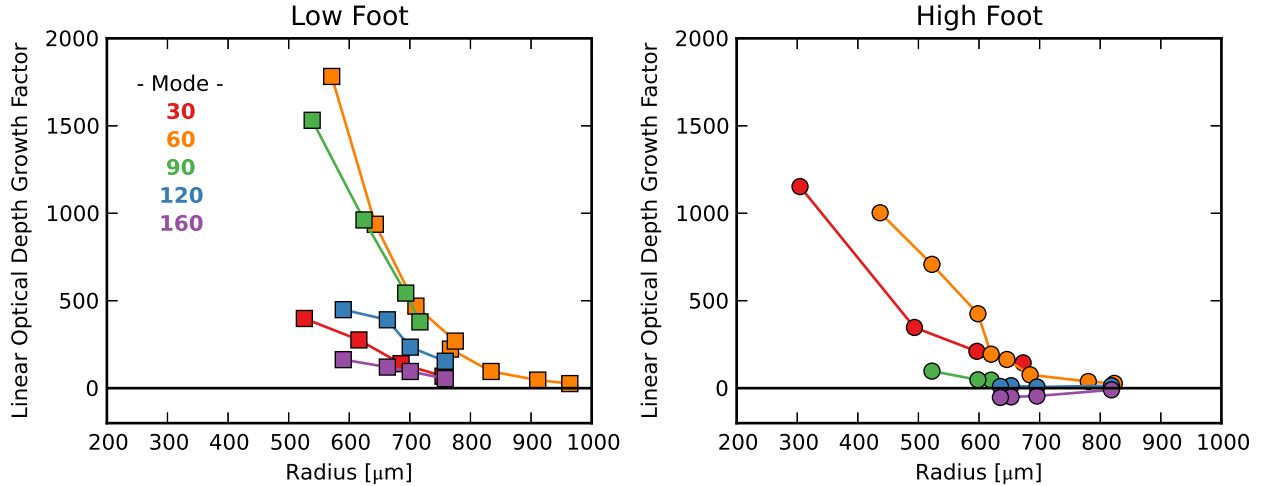 Low Foot
Linear Optical Depth Growth Factor
2000
1500
1000
500
0
- Mode -
30
60
90
120
160
200 300 400 500 600 700 800 900 1000
Radius [μm]
High Foot
Linear Optical Depth Growth Factor
2000
1500
1000
500
0
200 300 400 500 600 700 800 900 1000
Radius [μm]